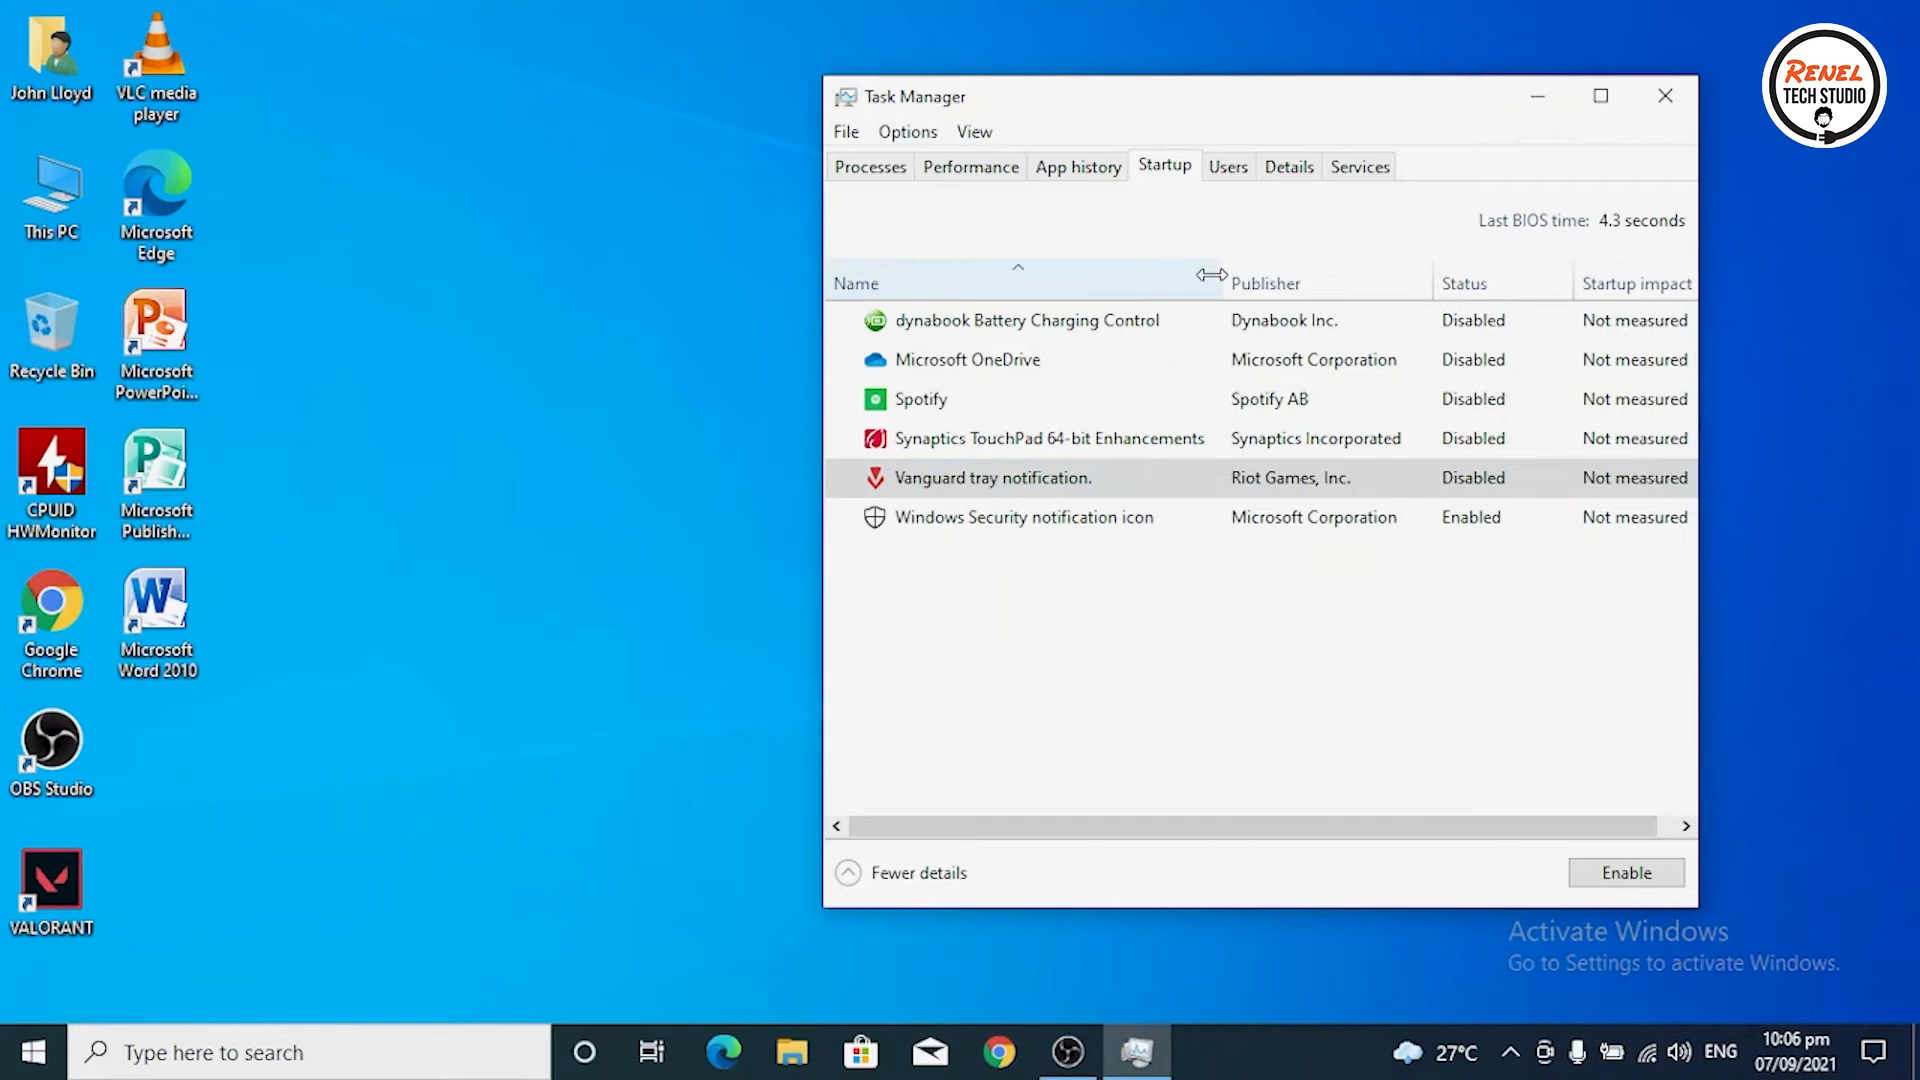 John Lloyd
VLC media
player
This PC
Microsoft
Edge
Recycle Bin
Microsoft
PowerPoi...
CPUID
HWMonitor
Microsoft
Publish...
Google
Chrome
Microsoft
Word 2010
OBS Studio
VALORANT
RENEL
TECH STUDIO
Task Manager
File Options View
Processes Performance App history Startup Users Details Services
Last BIOS time: 4.3 seconds
Name Publisher Status Startup impact
dynabook Battery Charging Control Dynabook Inc. Disabled Not measured
Microsoft OneDrive Microsoft Corporation Disabled Not measured
Spotify Spotify AB Disabled Not measured
Synaptics TouchPad 64-bit Enhancements Synaptics Incorporated Disabled Not measured
Vanguard tray notification. Riot Games, Inc. Disabled Not measured
Windows Security notification icon Microsoft Corporation Enabled Not measured
Fewer details Enable
Activate Windows
Go to Settings to activate Windows.
Type here to search
27°C ENG
10:06 pm
07/09/2021